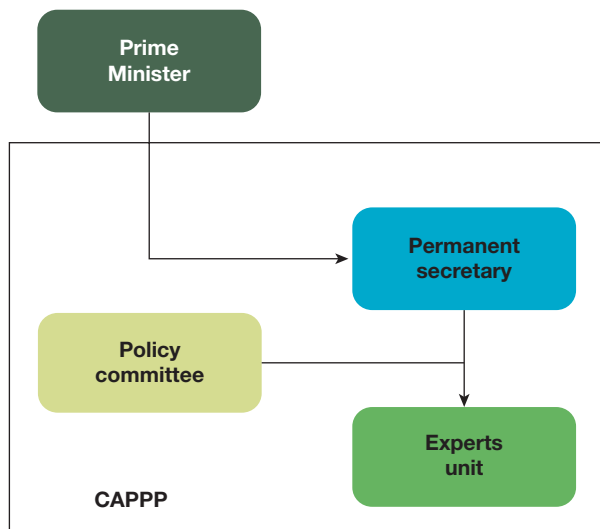 Prime
Minister
Permanent
secretary
Policy
committee
Experts
unit
CAPPP